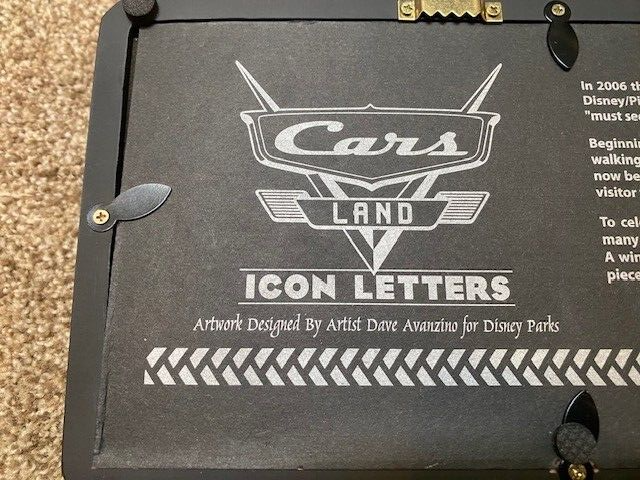 Cars
LAND
ICON LETTERS
Artwork Designed By Artist Dave Avanzino for Disney Parks
In 2006 th
Disney/Pi
"must see
Beginni
walking
now be
visitor
To cel
many
A win
piece